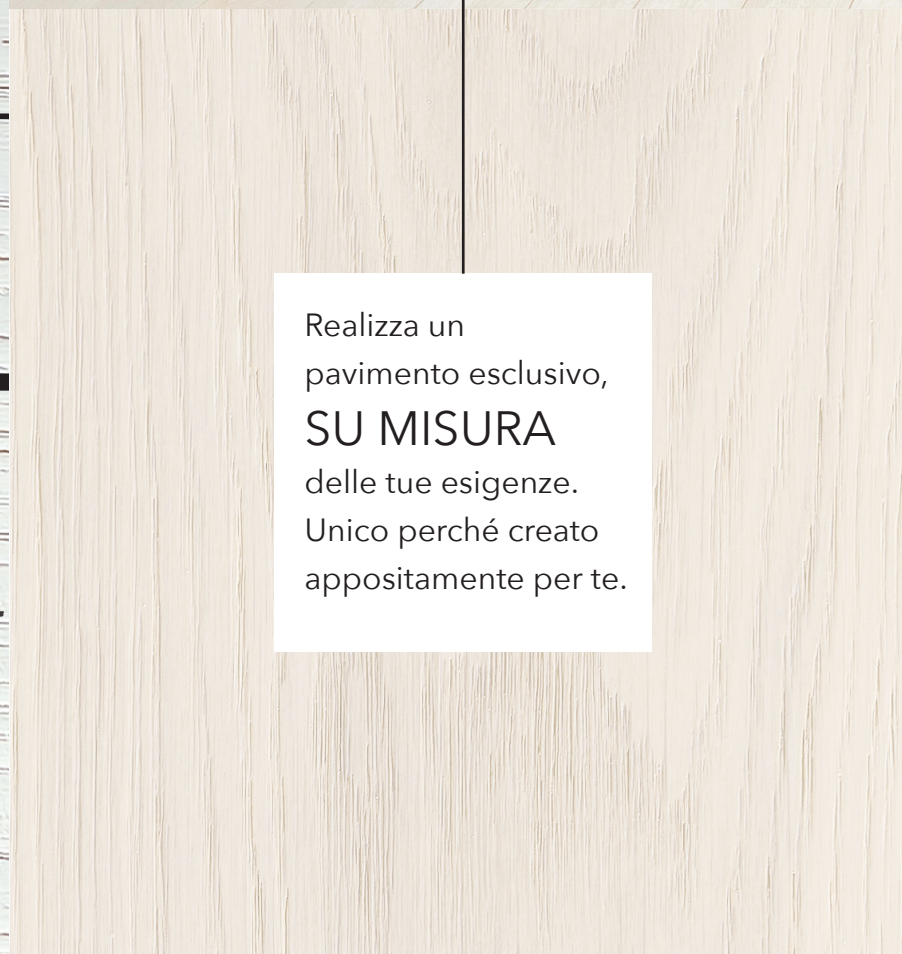 Realizza un
pavimento esclusivo,
SU MISURA
delle tue esigenze.
Unico perché creato
appositamente per te.